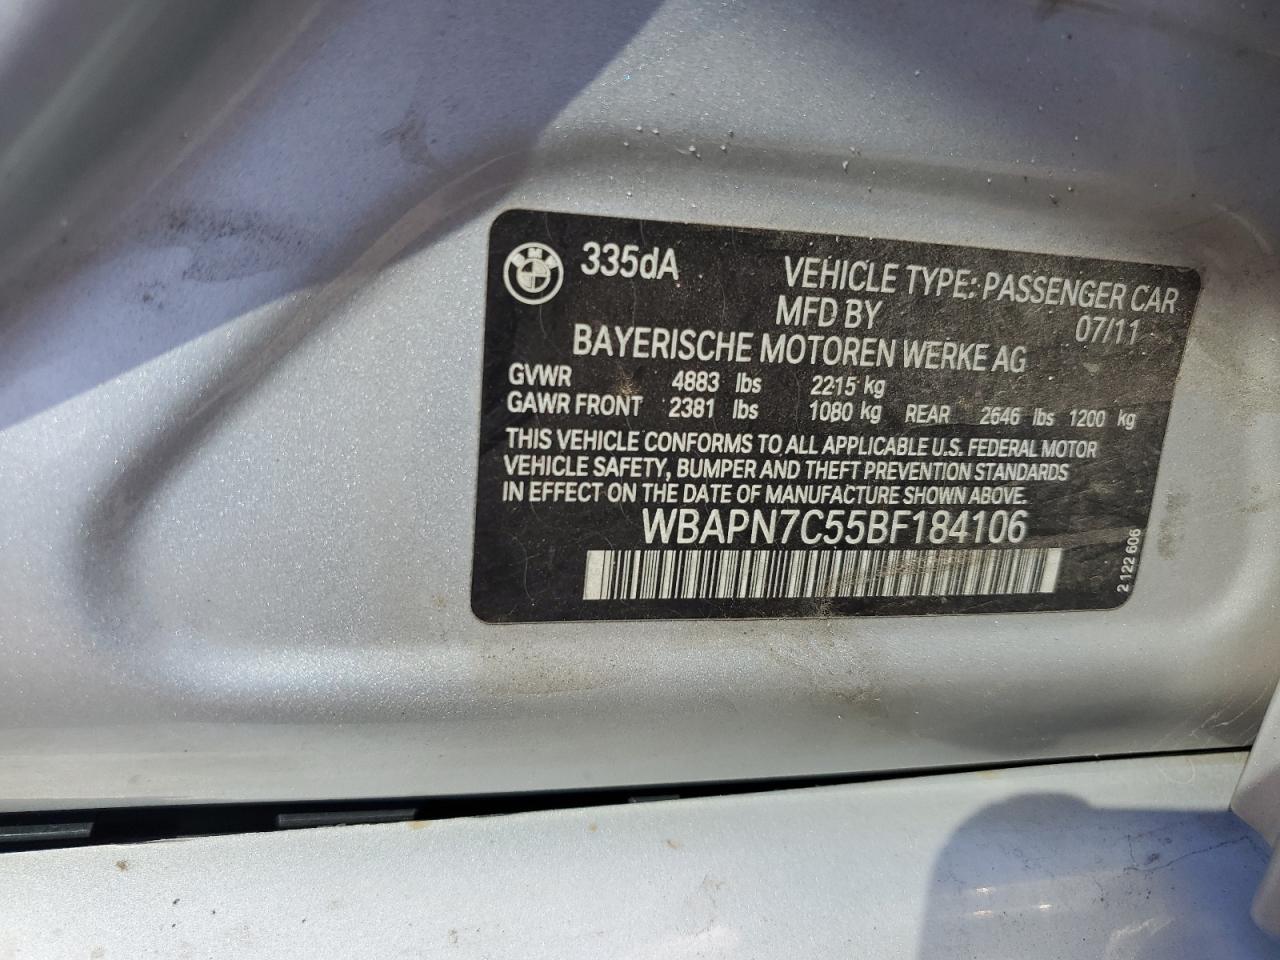 BMW 335dA VEHICLE TYPE: PASSENGER CAR
MFD BY 07/11
BAYERISCHE MOTOREN WERKE AG
GVWR 4883 lbs 2215 kg
GAWR FRONT 2381 lbs 1080 kg REAR 2646 lbs 1200 kg
THIS VEHICLE CONFORMS TO ALL APPLICABLE U.S. FEDERAL MOTOR
VEHICLE SAFETY, BUMPER AND THEFT PREVENTION STANDARDS
IN EFFECT ON THE DATE OF MANUFACTURE SHOWN ABOVE.
WBAPN7C55BF184106
2 122 606